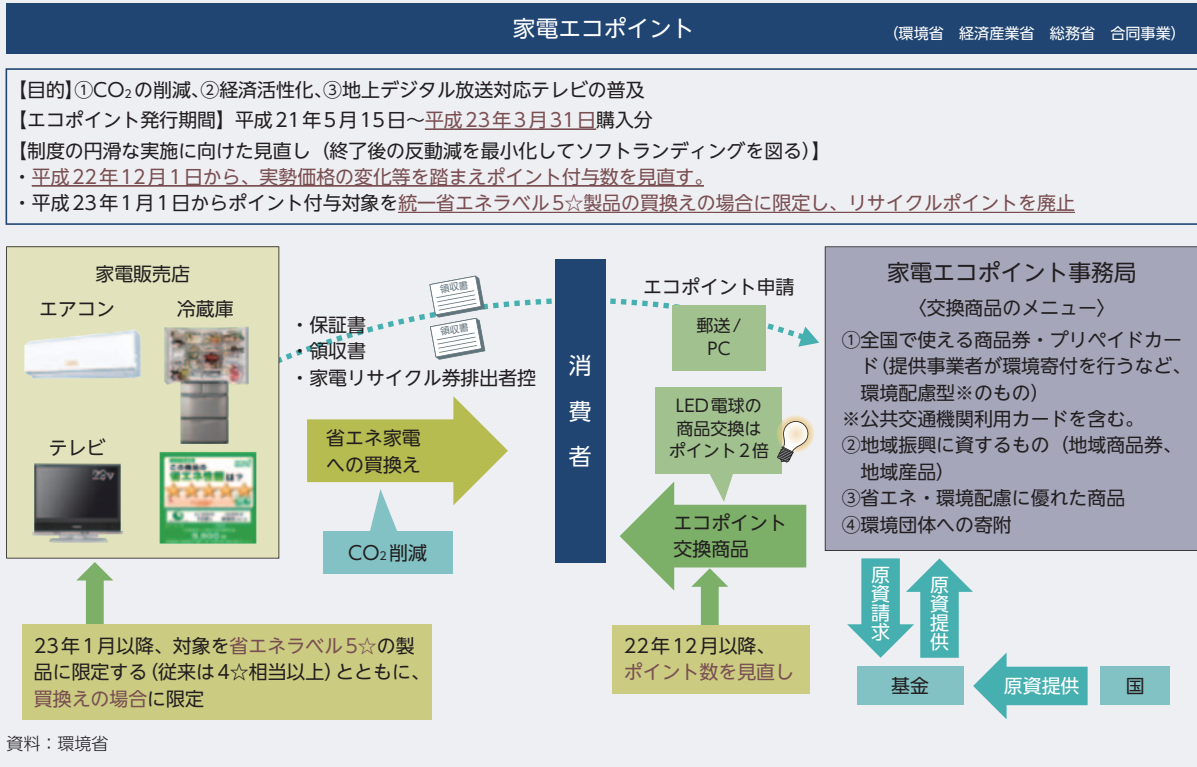 家電エコポイント
(環境省 経済産業省 総務省 合同事業)
【目的】①CO₂の削減、②経済活性化、③地上デジタル放送対応テレビの普及
【エコポイント発行期間】平成21年5月15日〜平成23年3月31日購入分
【制度の円滑な実施に向けた見直し（終了後の反動減を最小化してソフトランディングを図る)】
・平成22年12月1日から、実勢価格の変化等を踏まえポイント付与数を見直す。
・平成23年1月1日からポイント付与対象を統一省エネラベル5☆製品の買換えの場合に限定し、リサイクルポイントを廃止
家電販売店
エアコン
冷蔵庫
テレビ
22V
この商品の
省エネ性能は?
・保証書
・領収書
・家電リサイクル券排出者控
領収書
領収書
省エネ家電
への買換え
CO₂削減
消費者
エコポイント申請
郵送/
PC
LED電球の
商品交換は
ポイント2倍
エコポイント
交換商品
家電エコポイント事務局
〈交換商品のメニュー〉
①全国で使える商品券・プリペイドカー
ド(提供事業者が環境寄付を行うなど、
環境配慮型※のもの)
※公共交通機関利用カードを含む。
②地域振興に資するもの（地域商品券、
地域産品)
③省エネ・環境配慮に優れた商品
④環境団体への寄附
原資請求
原資提供
23年1月以降、対象を省エネラベル5☆の製
品に限定する(従来は4☆相当以上)とともに、
買換えの場合に限定
22年12月以降、
ポイント数を見直し
基金
原資提供
国
資料：環境省